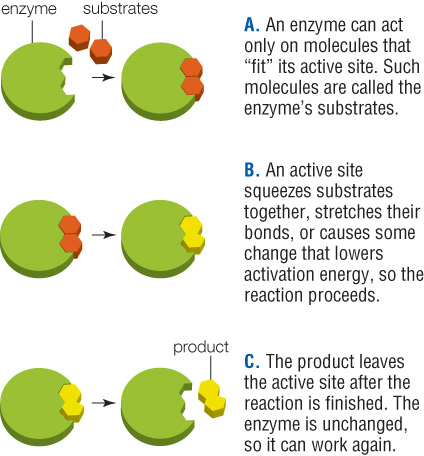 enzyme
substrates
A. An enzyme can act
only on molecules that
“fit” its active site. Such
molecules are called the
enzyme’s substrates.
B. An active site
squeezes substrates
together, stretches their
bonds, or causes some
change that lowers
activation energy, so the
reaction proceeds.
product
C. The product leaves
the active site after the
reaction is finished. The
enzyme is unchanged,
so it can work again.